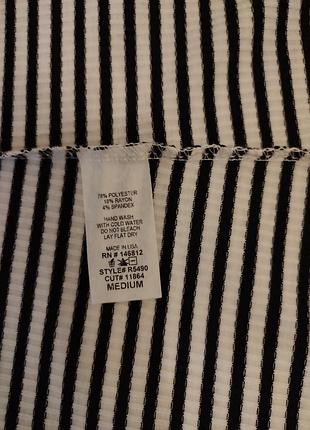 78% POLYESTER
18% RAYON
4% SPANDEX
HAND WASH
WITH COLD WATER
DO NOT BLEACH
LAY FLAT DRY
MADE IN USA
RN # 146812
STYLE# R5490
CUT# 11864
MEDIUM